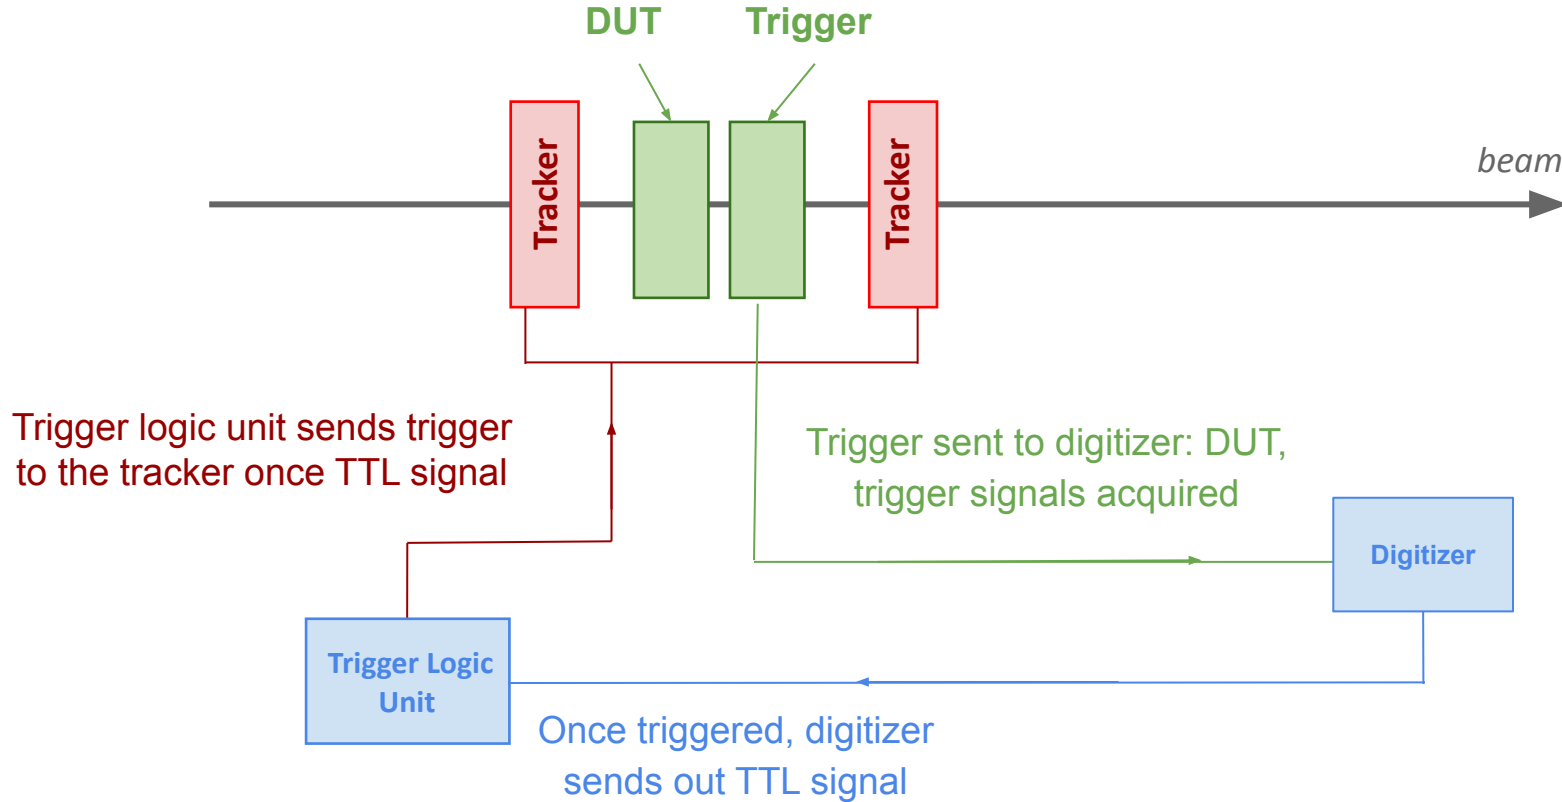 DUT
Trigger
Tracker
Tracker
beam
Trigger logic unit sends trigger
to the tracker once TTL signal
Trigger sent to digitizer: DUT,
trigger signals acquired
Digitizer
Trigger Logic
Unit
Once triggered, digitizer
sends out TTL signal